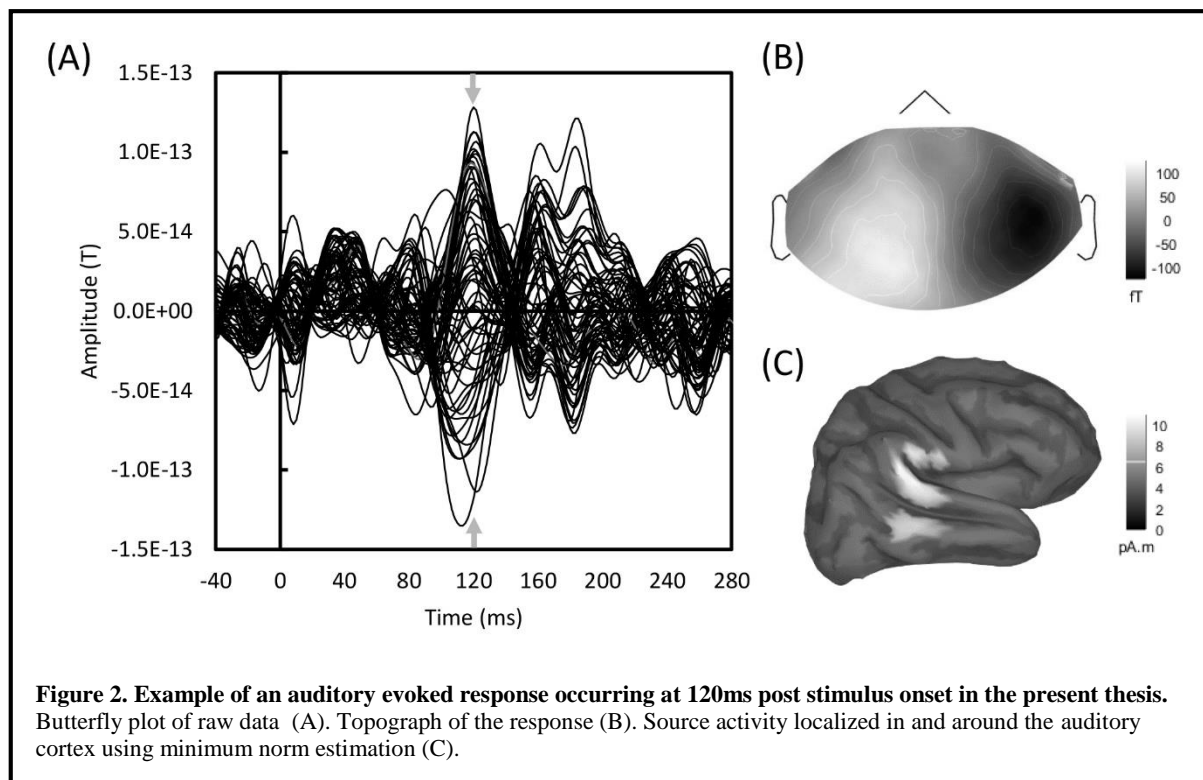 (A)
1.5E-13
1.0E-13
5.0E-14
0.0E+00
-5.0E-14
-1.0E-13
-1.5E-13
Amplitude (T)
-40 0 40 80 120 160 200 240 280
Time (ms)
(B)
100
50
0
-50
-100
fT
(C)
10
8
6
4
2
0
pA.m
Figure 2. Example of an auditory evoked response occurring at 120ms post stimulus onset in the present thesis.
Butterfly plot of raw data (A). Topograph of the response (B). Source activity localized in and around the auditory
cortex using minimum norm estimation (C).